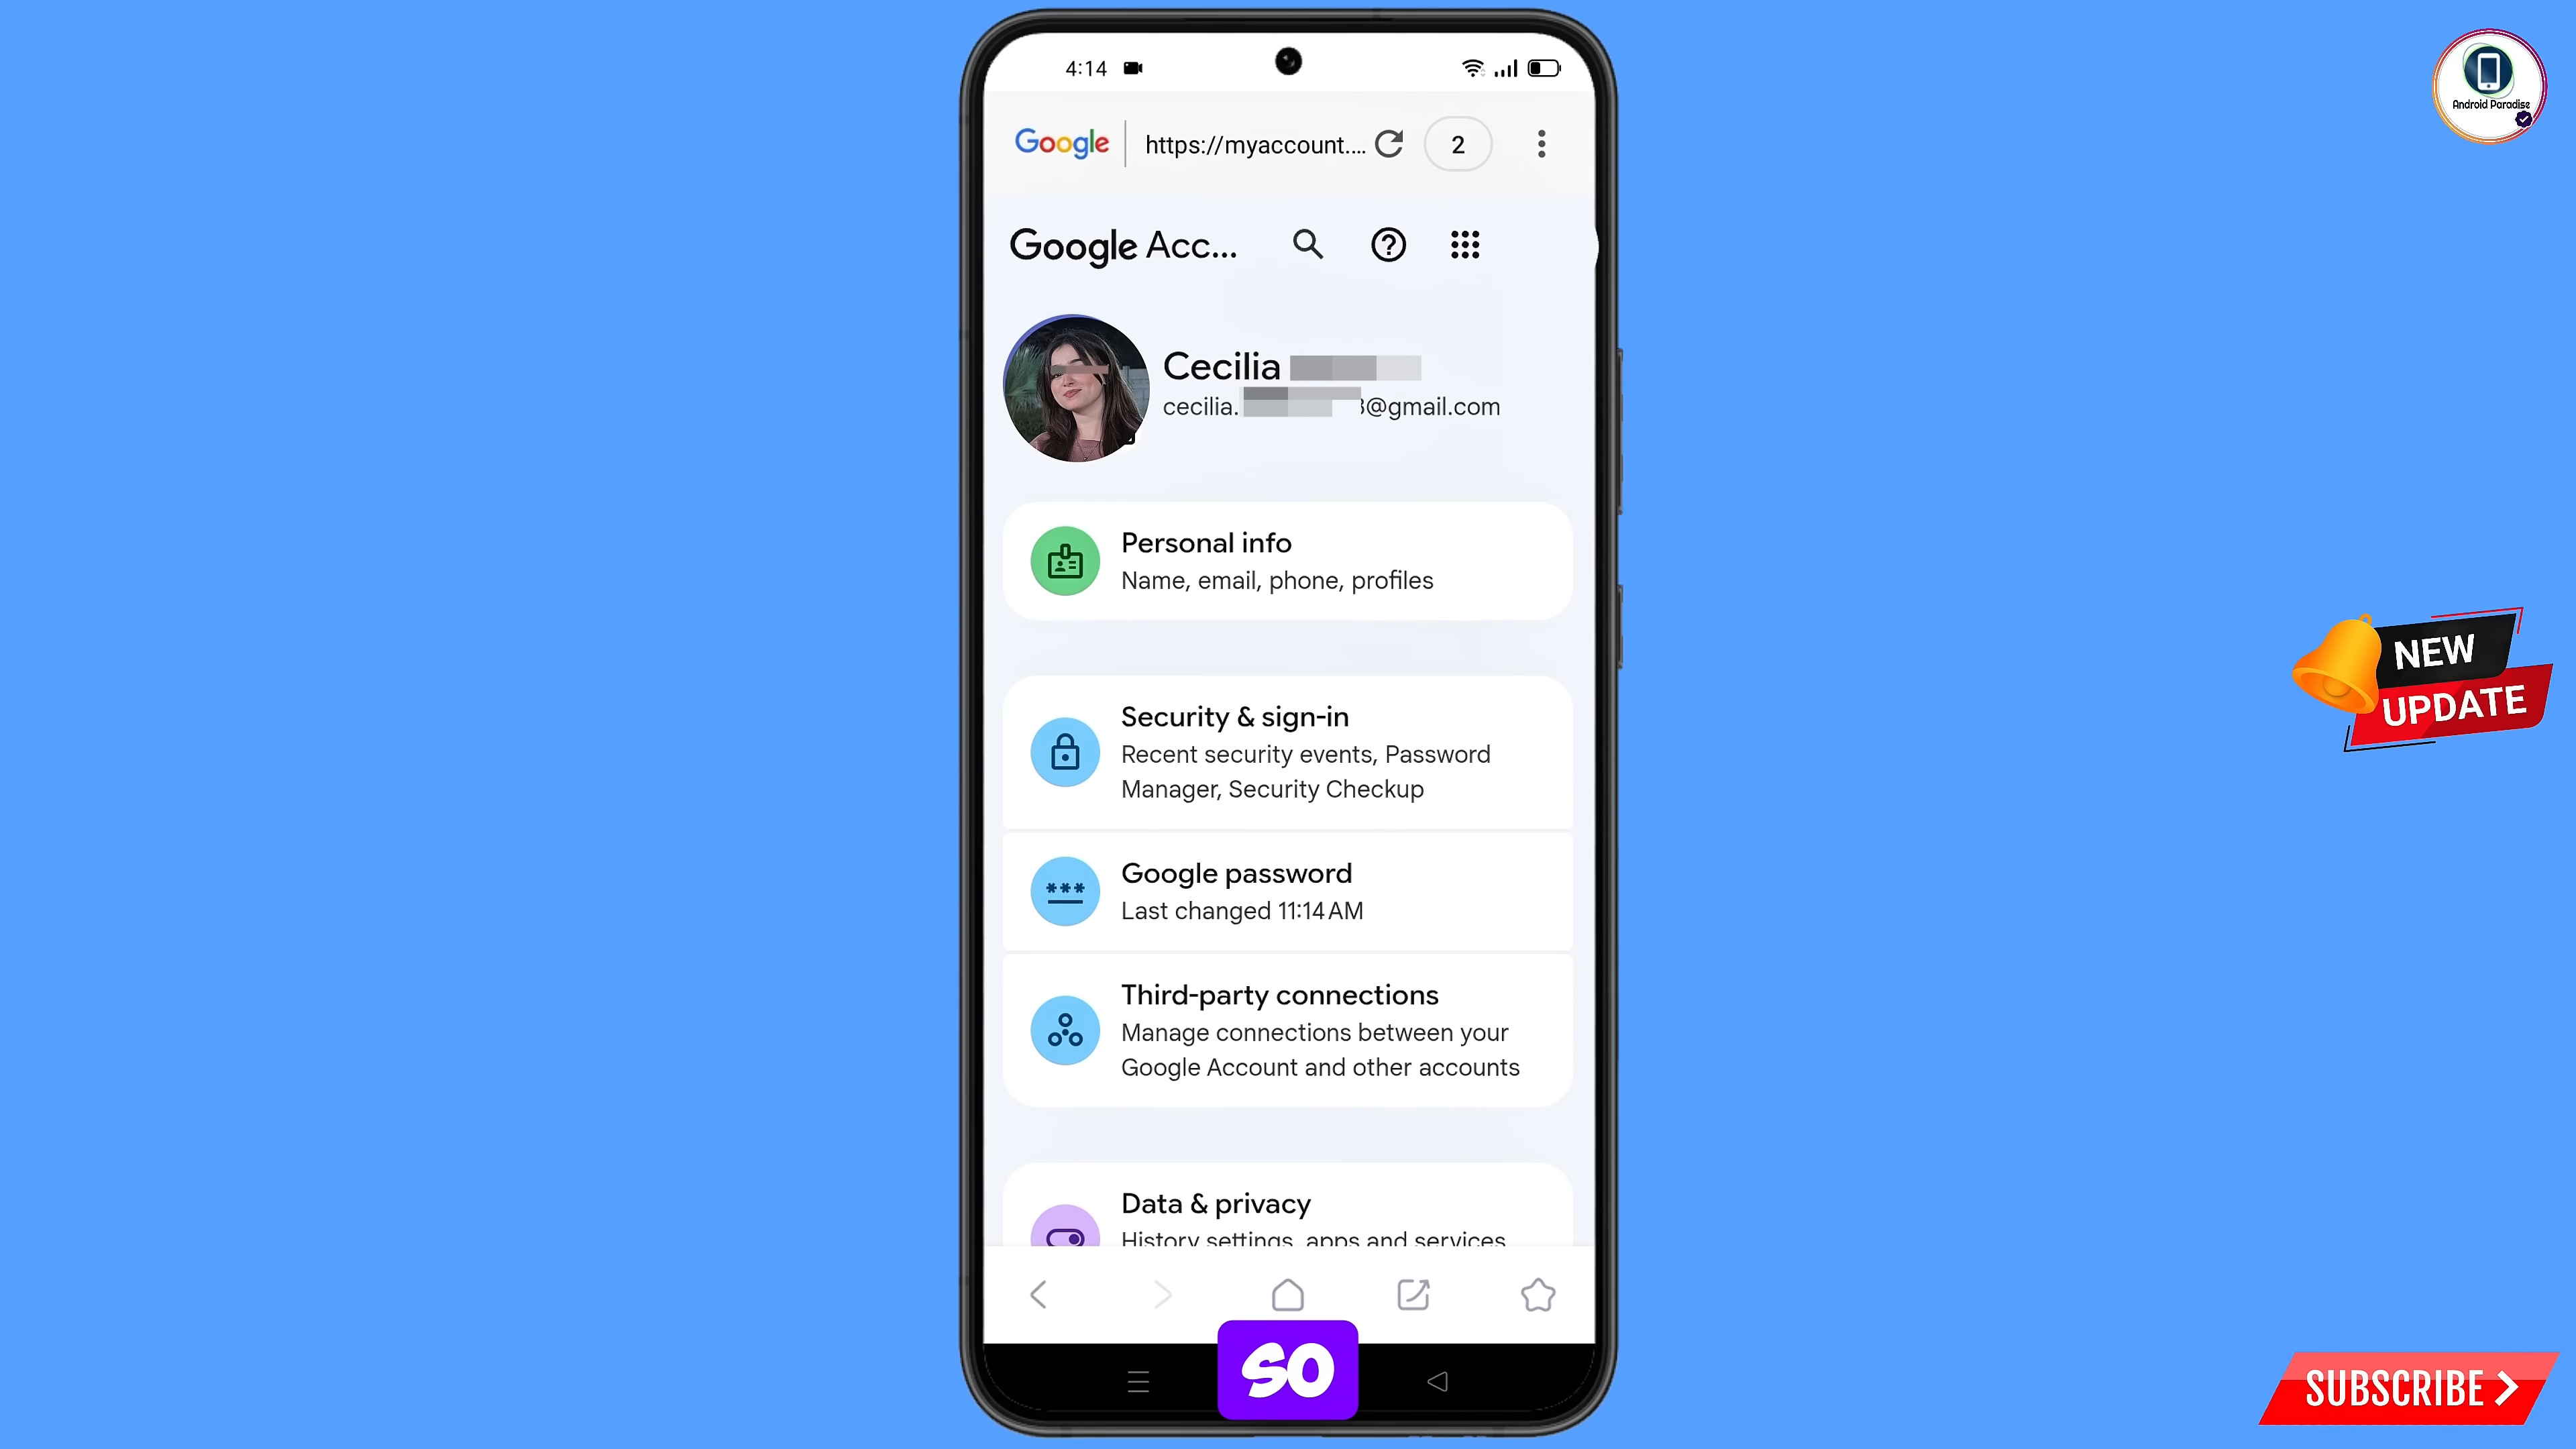 4:14
Google
https://myaccount....
2
Android Paradise
Google Acc...
Cecilia
cecilia.
@gmail.com
Personal info
Name, email, phone, profiles
Security & sign-in
Recent security events, Password
Manager, Security Checkup
Google password
Last changed 11:14 AM
Third-party connections
Manage connections between your
Google Account and other accounts
Data & privacy
History settings, apps and services
NEW
UPDATE
SO
SUBSCRIBE